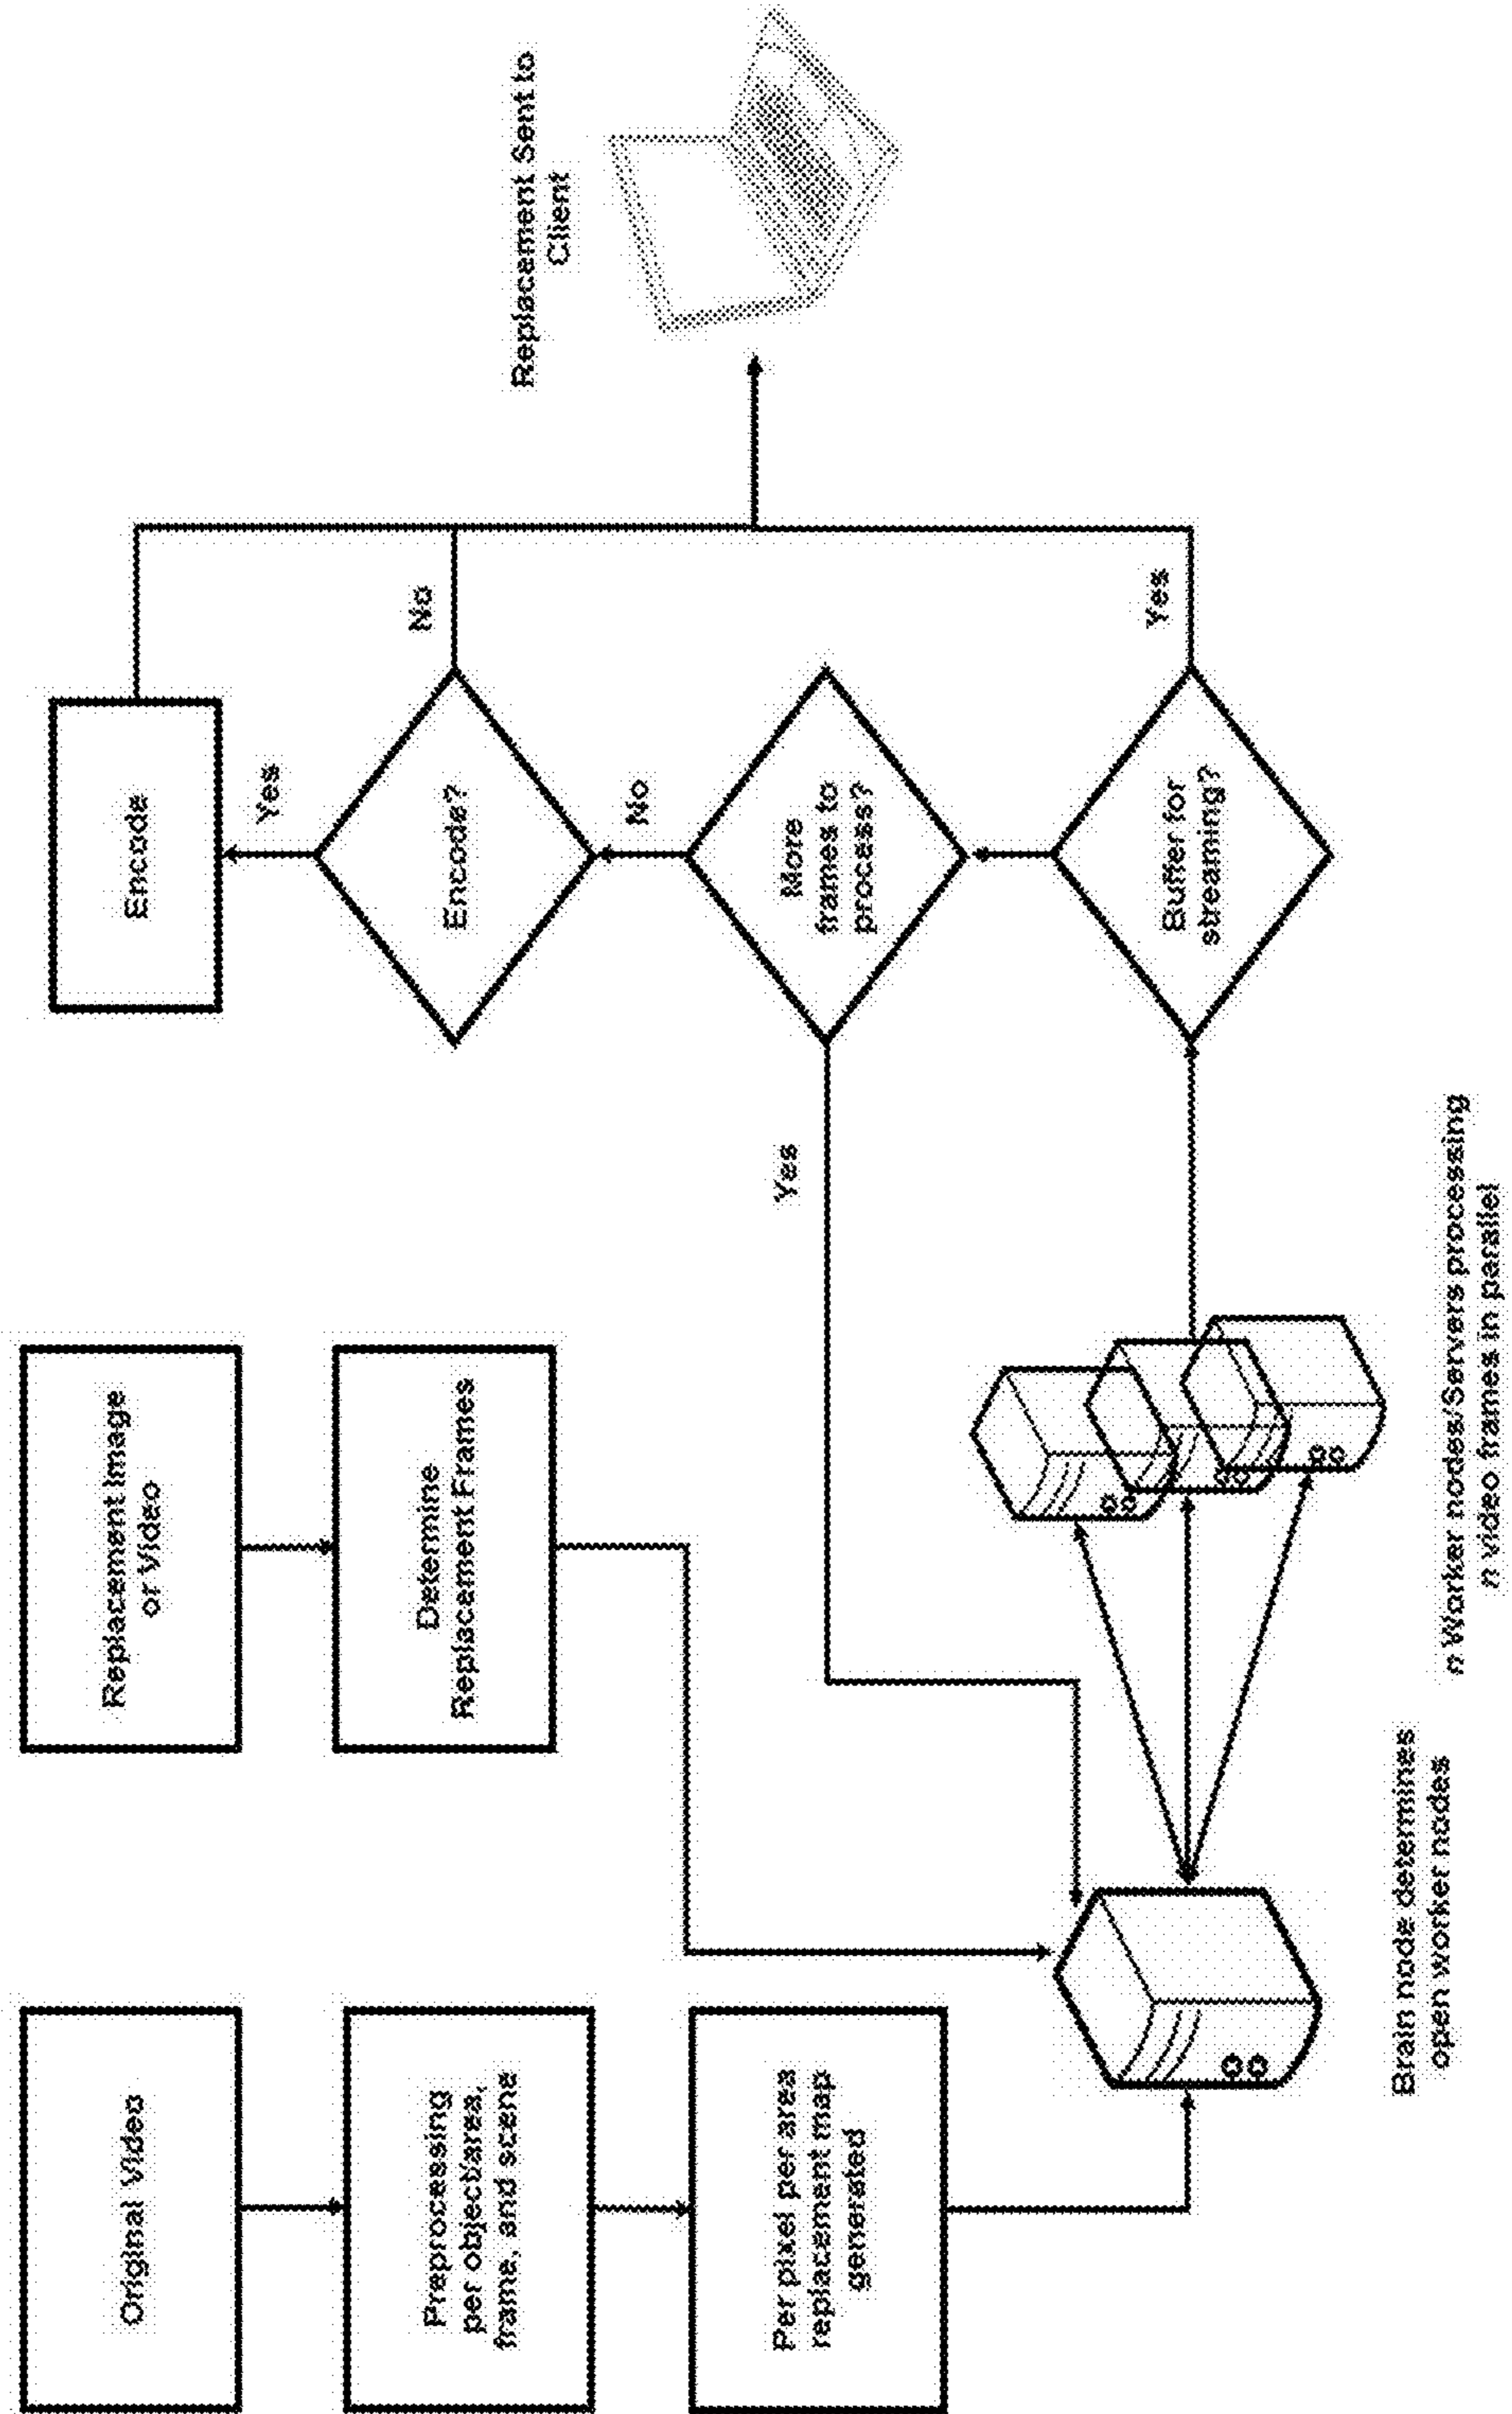 Original Video
Preprocessing
per object/area,
frame, and scene
Per pixel per area
replacement map
generated
Replacement Image
or Video
Determine
Replacement Frames
Brain node determines
open worker nodes
n Worker nodes/Servers processing
n video frames in parallel
Encode
Yes
Encode?
No
No
More
frames to
process?
Yes
Buffer for
streaming?
Yes
Replacement Sent to
Client